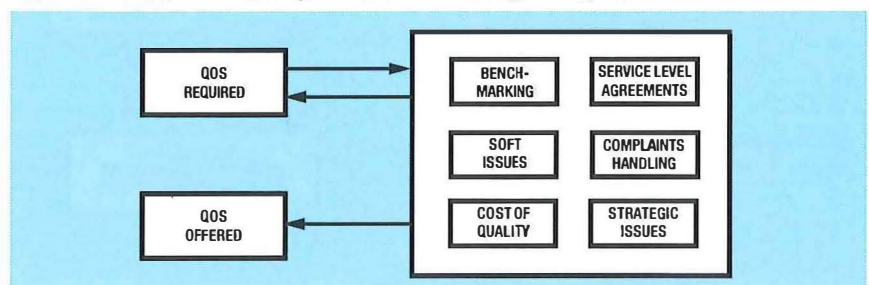 QOS
REQUIRED
BENCH-
MARKING
SERVICE LEVEL
AGREEMENTS
SOFT
ISSUES
COMPLAINTS
HANDLING
QOS
OFFERED
COST OF
QUALITY
STRATEGIC
ISSUES